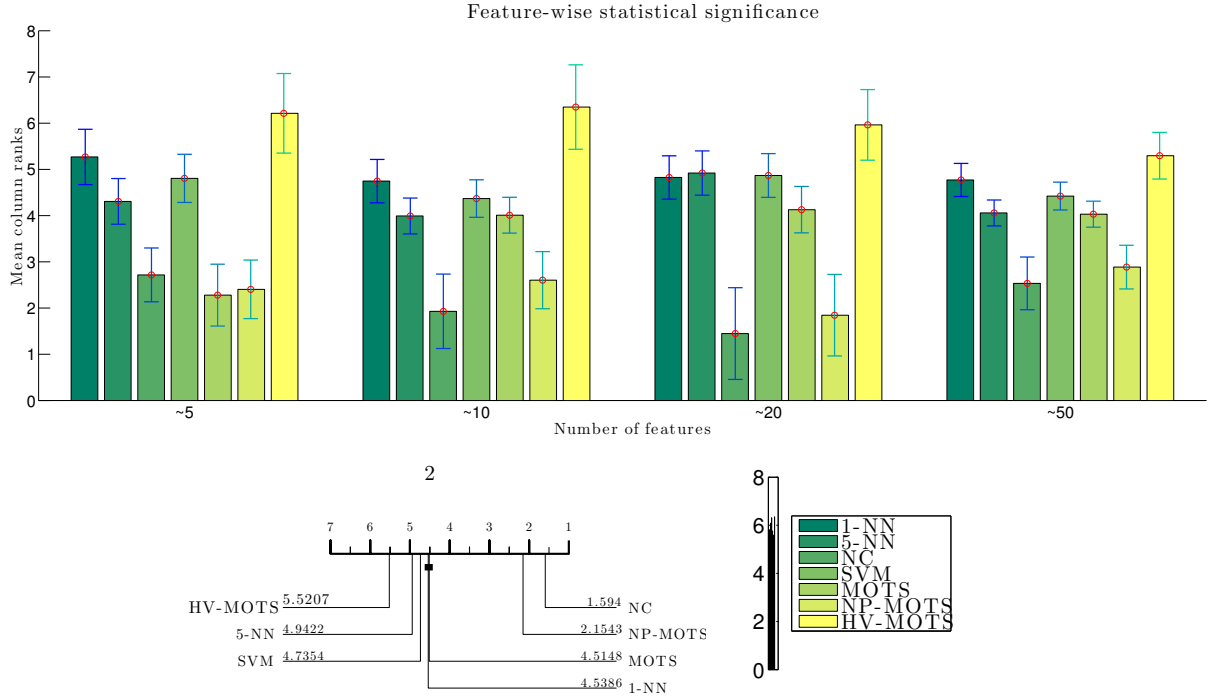 Feature-wise statistical significance
8
7
6
5
4
3
2
1
0
Mean column ranks
~5 ~10 ~20 ~50
Number of features
2
7 6 5 4 3 2 1
HV-MOTS 5.5207
5-NN 4.9422
SVM 4.7354
1.594 NC
2.1543 NP-MOTS
4.5148 MOTS
4.5386 1-NN
8
6
4
2
0
1-NN
5-NN
NC
SVM
MOTS
NP-MOTS
HV-MOTS